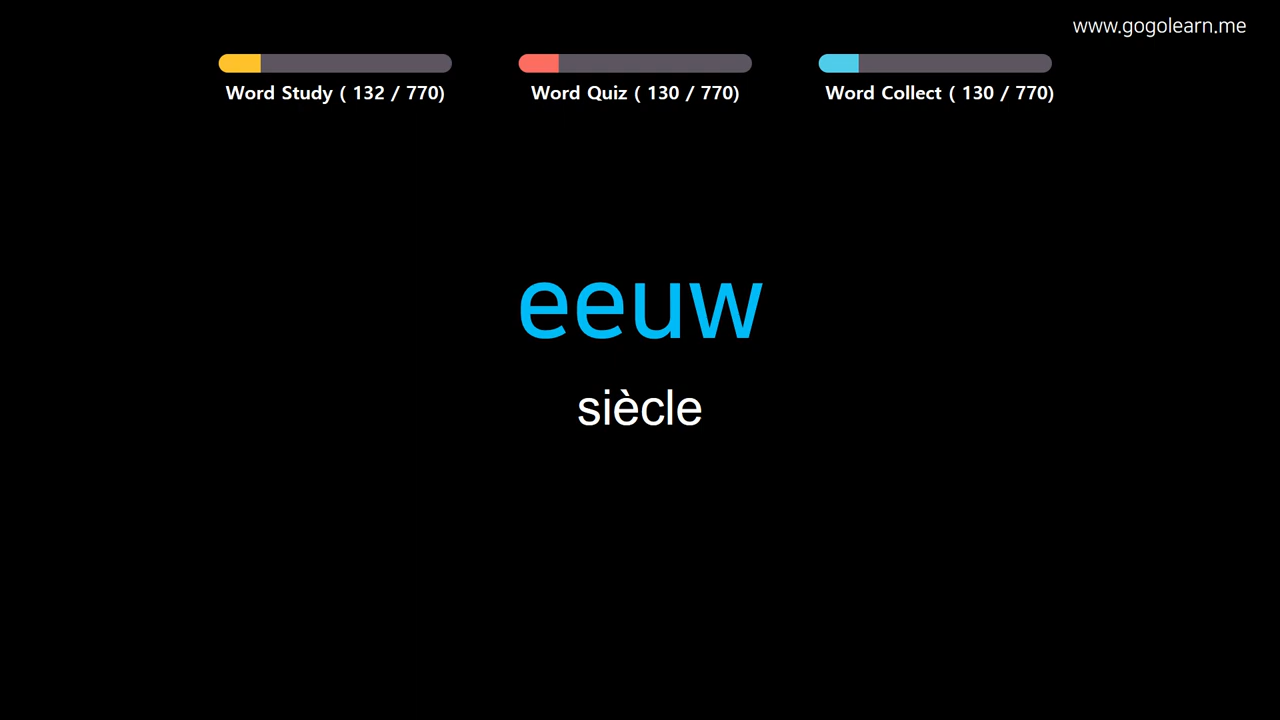 www.gogolearn.me
Word Study ( 132 / 770)
Word Quiz ( 130 / 770)
Word Collect ( 130 / 770)
eeuw
siècle